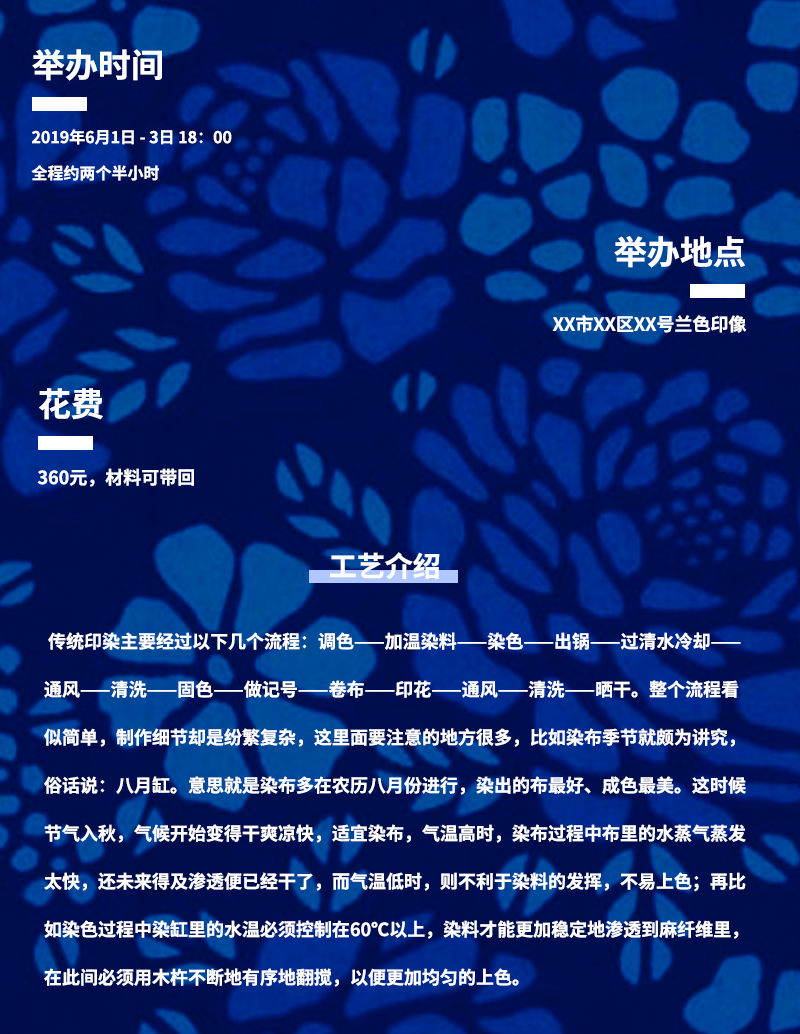 举办时间
2019年6月1日 - 3日 18：00
全程约两个半小时
举办地点
XX市XX区XX号兰色印像
花费
360元，材料可带回
工艺介绍
传统印染主要经过以下几个流程：调色——加温染料——染色——出锅——过清水冷却——
通风——清洗——固色——做记号——卷布——印花——通风——清洗——晒干。整个流程看
似简单，制作细节却是纷繁复杂，这里面要注意的地方很多，比如染布季节就颇为讲究，
俗话说：八月缸。意思就是染布多在农历八月份进行，染出的布最好、成色最美。这时候
节气入秋，气候开始变得干爽凉快，适宜染布，气温高时，染布过程中布里的水蒸气蒸发
太快，还未来得及渗透便已经干了，而气温低时，则不利于染料的发挥，不易上色；再比
如染色过程中染缸里的水温必须控制在60℃以上，染料才能更加稳定地渗透到麻纤维里，
在此间必须用木杵不断地有序地翻搅，以便更加均匀的上色。